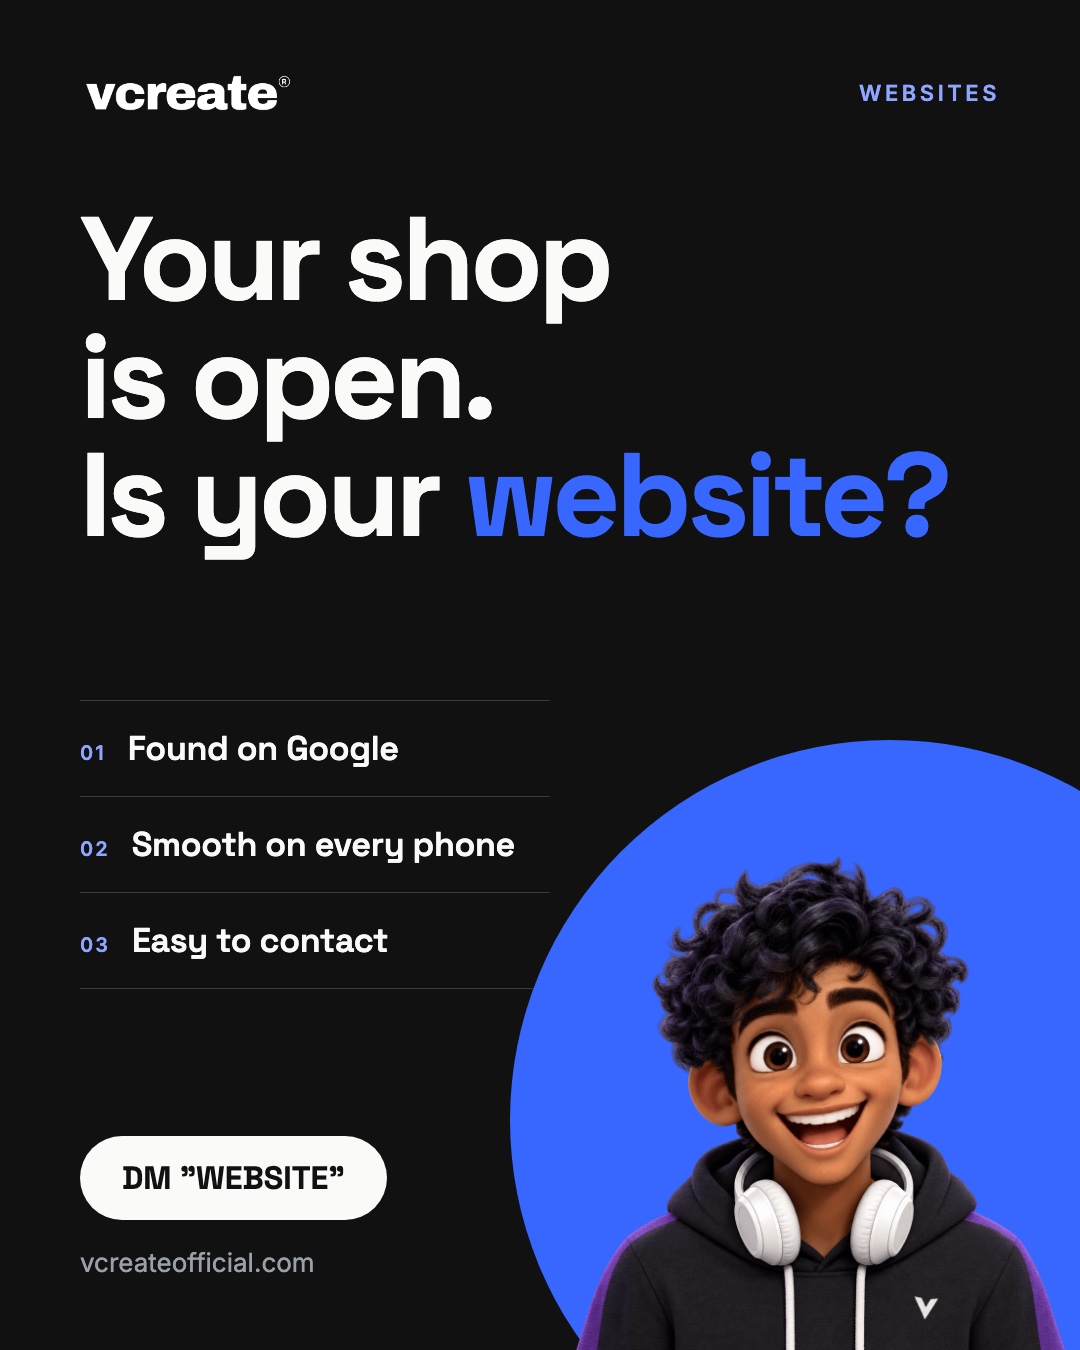 vcreate®
WEBSITES
Your shop
is open.
Is your website?
01 Found on Google
02 Smooth on every phone
03 Easy to contact
DM ”WEBSITE”
vcreateofficial.com
V